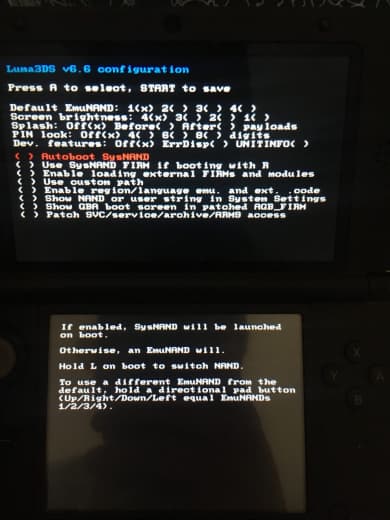 Luma3DS v6.6 configuration
Press A to select, START to save
Default EmuNAND: 1(x) 2( ) 3( ) 4( )
Screen brightness: 4(x) 3( ) 2( ) 1( )
Splash: Off(x) Before( ) After( ) payloads
PIN lock: Off(x) 4( ) 6( ) 8( ) digits
Dev. features: Off(x) ErrDisp( ) UNITINFO( )
( ) Autoboot SysNAND
( ) Use SysNAND FIRM if booting with R
( ) Enable loading external FIRMs and modules
( ) Use custom path
( ) Enable region/language emu. and ext. .code
( ) Show NAND or user string in System Settings
( ) Show GBA boot screen in patched AGB_FIRM
( ) Patch SVC/service/archive/ARM9 access
If enabled, SysNAND will be launched
on boot.
Otherwise, an EmuNAND will.
Hold L on boot to switch NAND.
To use a different EmuNAND from the
default, hold a directional pad button
(Up/Right/Down/Left equal EmuNANDs
1/2/3/4).
X
Y
A
B